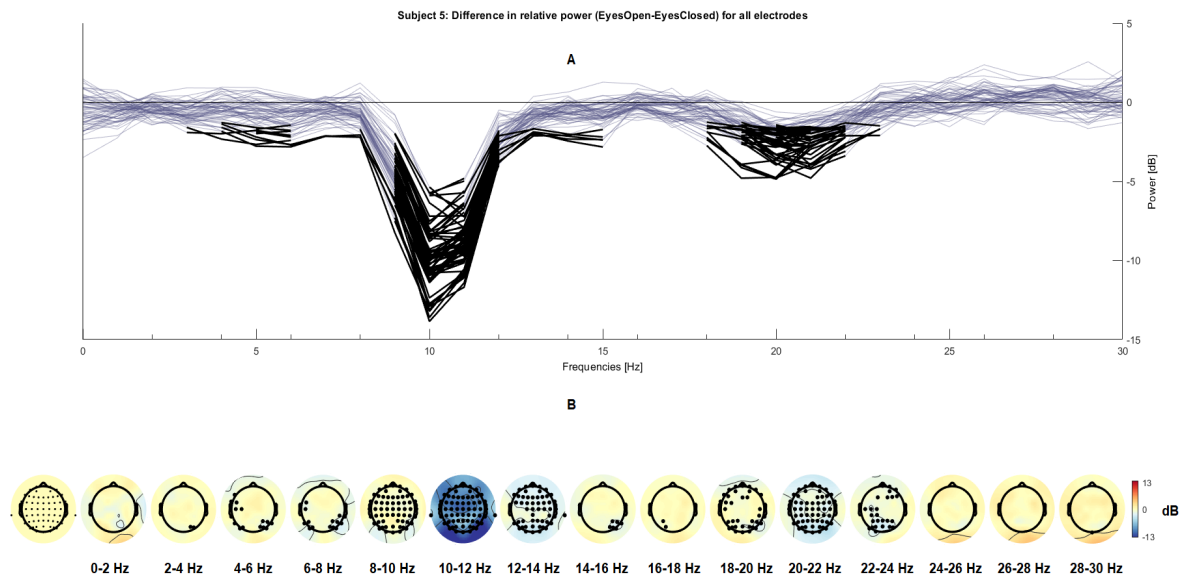 Subject 5: Difference in relative power (EyesOpen-EyesClosed) for all electrodes
A
5
0
-5
-10
-15
Power [dB]
0 5 10 15 20 25 30
Frequencies [Hz]
B
13
0
-13
dB
0-2 Hz 2-4 Hz 4-6 Hz 6-8 Hz 8-10 Hz 10-12 Hz 12-14 Hz 14-16 Hz 16-18 Hz 18-20 Hz 20-22 Hz 22-24 Hz 24-26 Hz 26-28 Hz 28-30 Hz